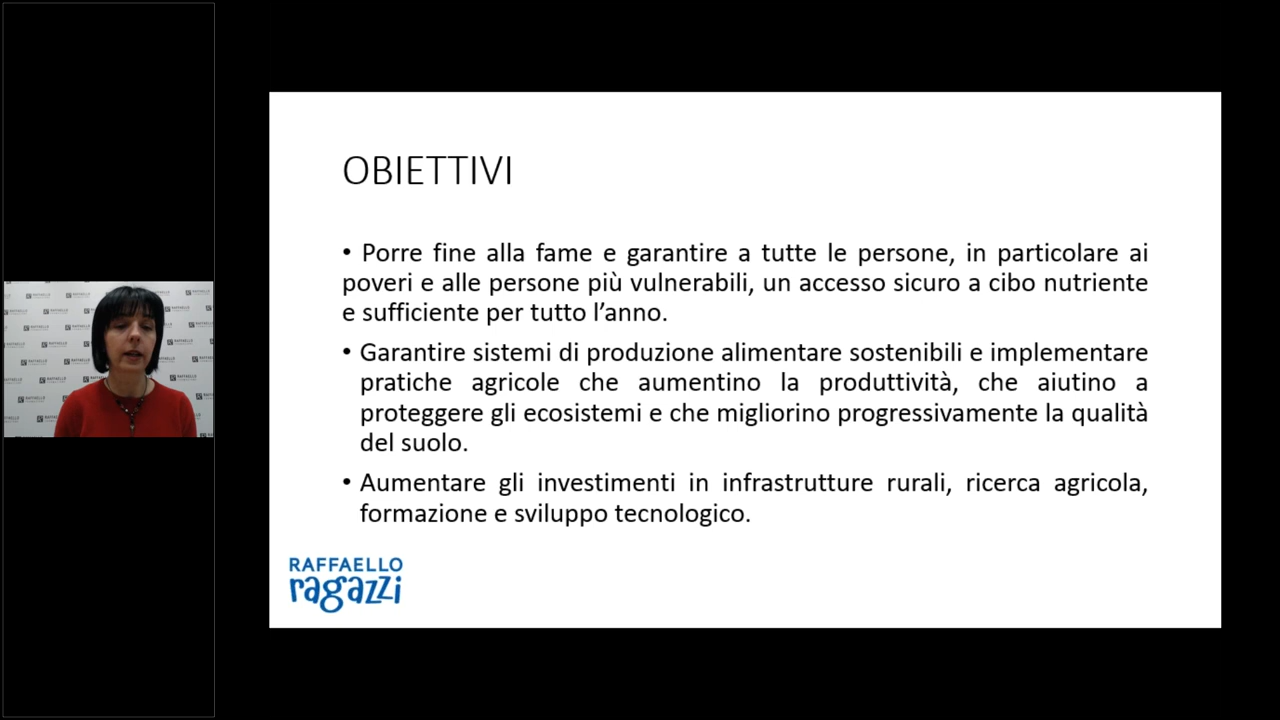 OBIETTIVI
• Porre fine alla fame e garantire a tutte le persone, in particolare ai
poveri e alle persone più vulnerabili, un accesso sicuro a cibo nutriente
e sufficiente per tutto l’anno.
• Garantire sistemi di produzione alimentare sostenibili e implementare
pratiche agricole che aumentino la produttività, che aiutino a
proteggere gli ecosistemi e che migliorino progressivamente la qualità
del suolo.
• Aumentare gli investimenti in infrastrutture rurali, ricerca agricola,
formazione e sviluppo tecnologico.
RAFFAELLO
ragazzi